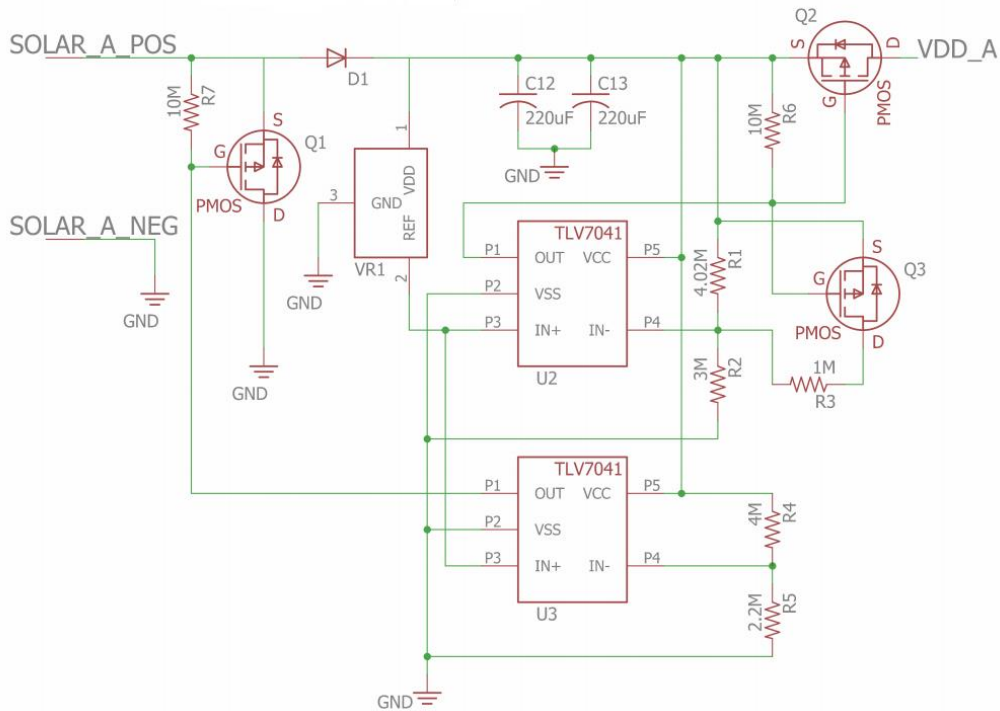 SOLAR_A_POS
10M
R7
D1
C12
220uF
C13
220uF
GND
10M
R6
Q2
S
D
G
PMOS
VDD_A
S
G
D
Q1
PMOS
SOLAR_A_NEG
GND
GND
1
VDD
3
GND
REF
2
VR1
GND
TLV7041
P1
OUT
VCC
P5
P2
VSS
P3
IN+
IN-
P4
U2
4.02M
R1
3M
R2
S
G
D
Q3
PMOS
1M
R3
TLV7041
P1
OUT
VCC
P5
P2
VSS
P3
IN+
IN-
P4
U3
4M
R4
2.2M
R5
GND